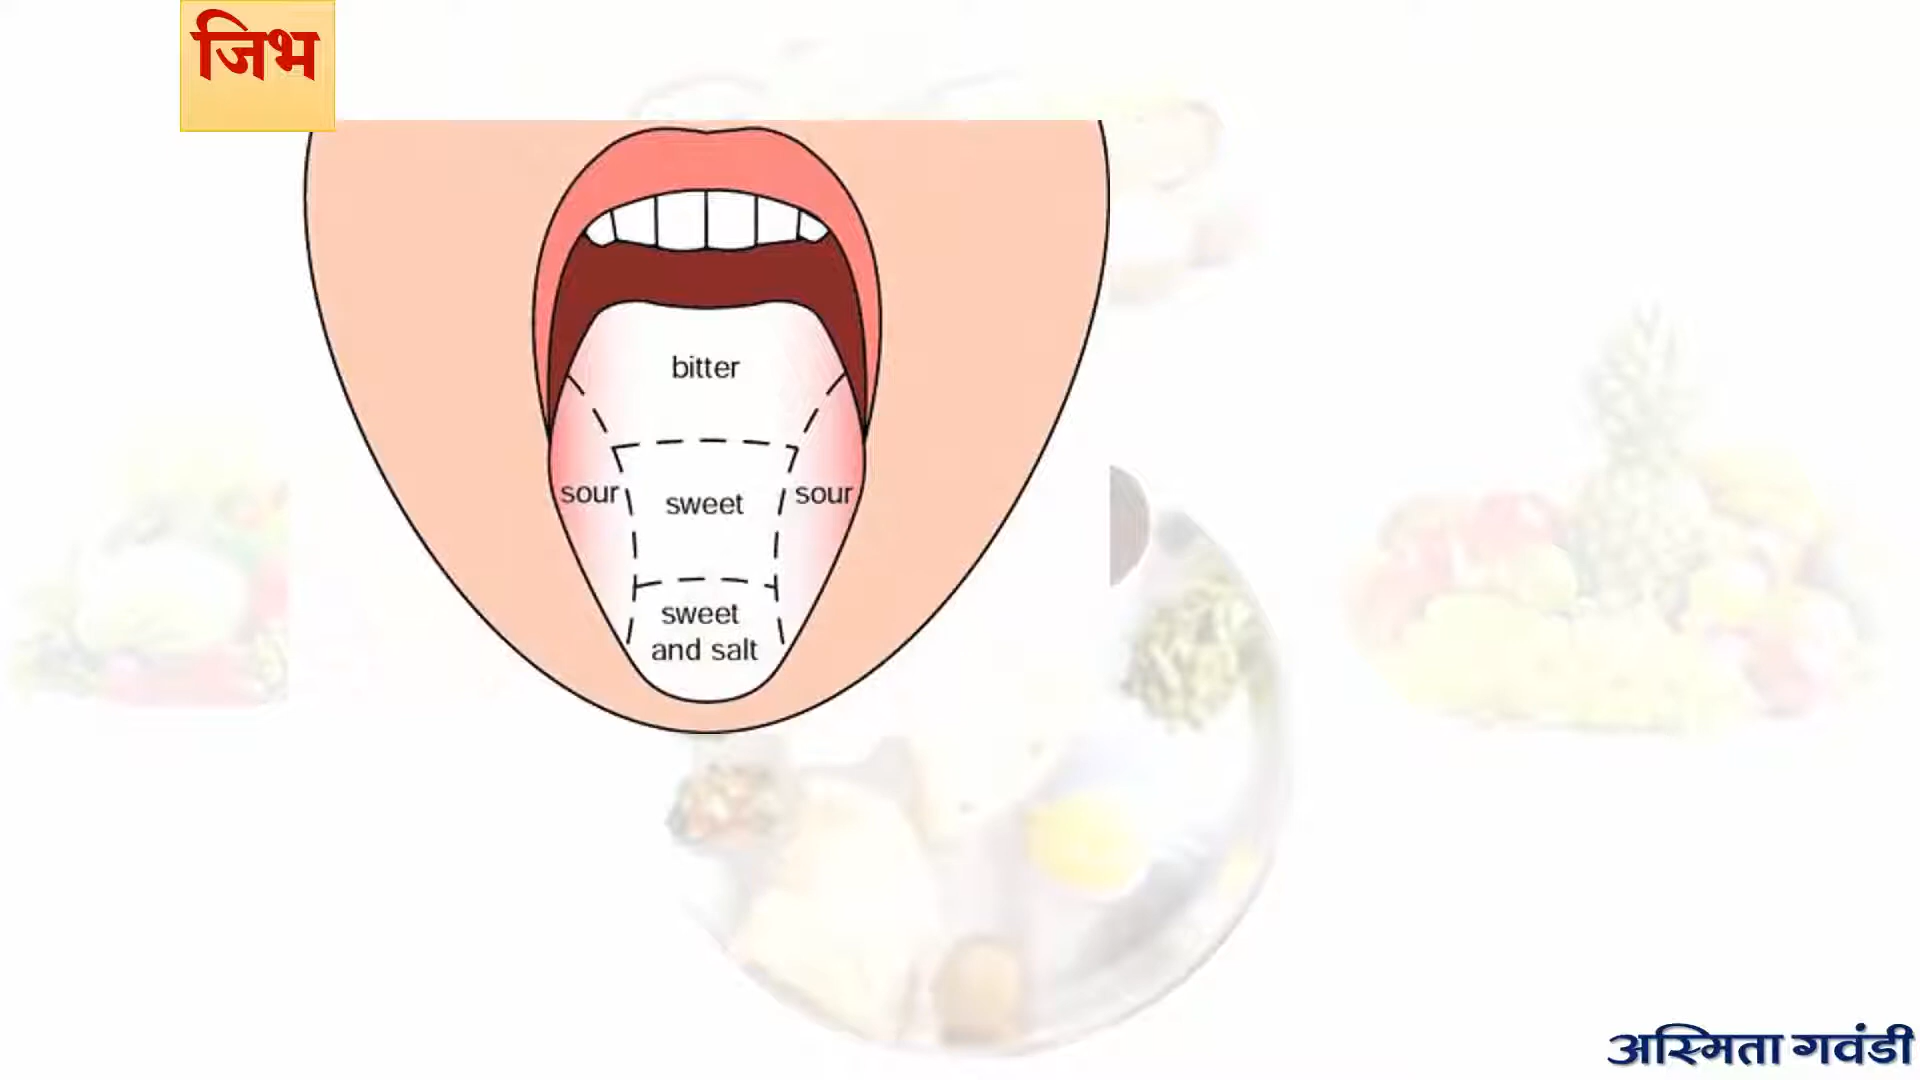 जिभ
bitter
sour
sweet
sour
sweet
and salt
अस्मिता गवंडी